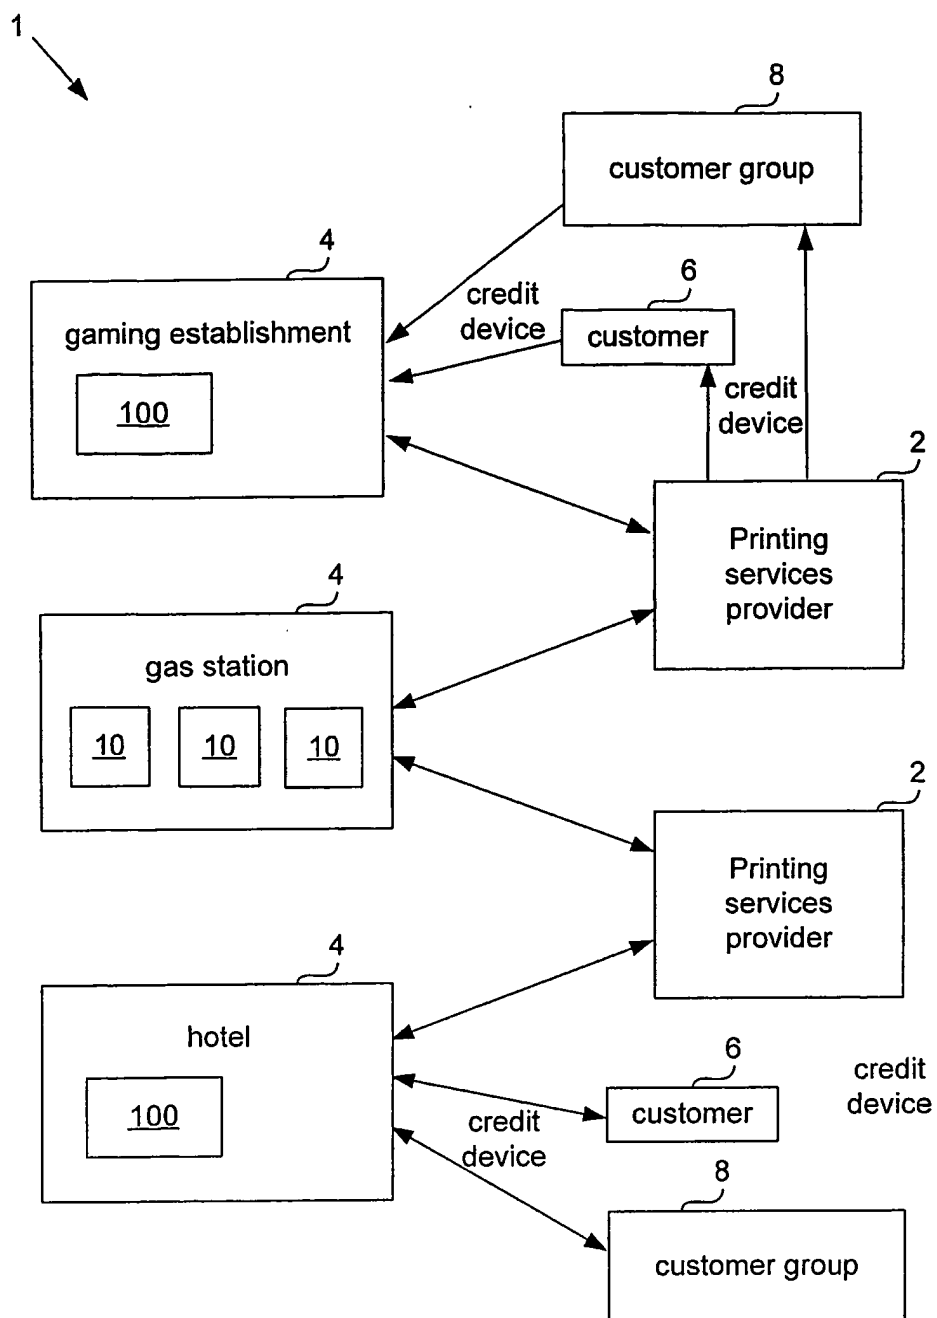 1
8
customer group
4
gaming establishment
100
credit
device
6
customer
credit
device
2
Printing
services
provider
4
gas station
10 10 10
2
Printing
services
provider
4
hotel
100
6
customer
credit
device
credit
device
8
customer group